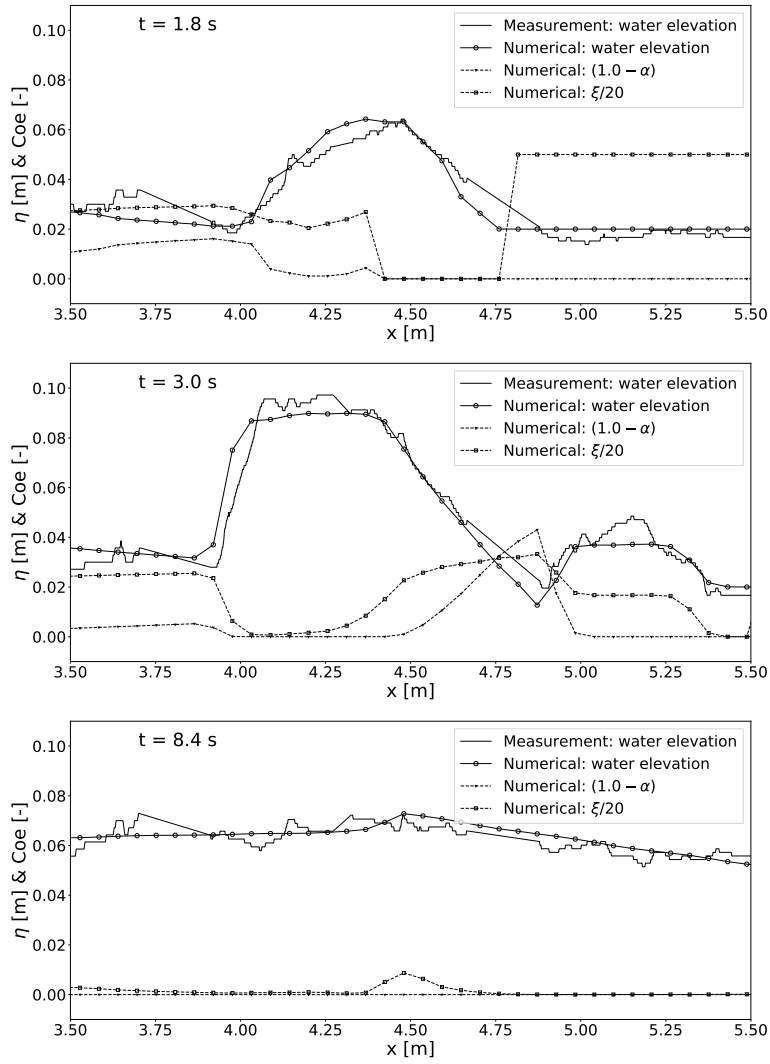 t = 1.8 s
Measurement: water elevation
Numerical: water elevation
Numerical: (1.0 − α)
Numerical: ξ/20
η [m] & Coe [-]
0.10
0.08
0.06
0.04
0.02
0.00
3.50 3.75 4.00 4.25 4.50 4.75 5.00 5.25 5.50
x [m]
t = 3.0 s
Measurement: water elevation
Numerical: water elevation
Numerical: (1.0 − α)
Numerical: ξ/20
η [m] & Coe [-]
0.10
0.08
0.06
0.04
0.02
0.00
3.50 3.75 4.00 4.25 4.50 4.75 5.00 5.25 5.50
x [m]
t = 8.4 s
Measurement: water elevation
Numerical: water elevation
Numerical: (1.0 − α)
Numerical: ξ/20
η [m] & Coe [-]
0.10
0.08
0.06
0.04
0.02
0.00
3.50 3.75 4.00 4.25 4.50 4.75 5.00 5.25 5.50
x [m]